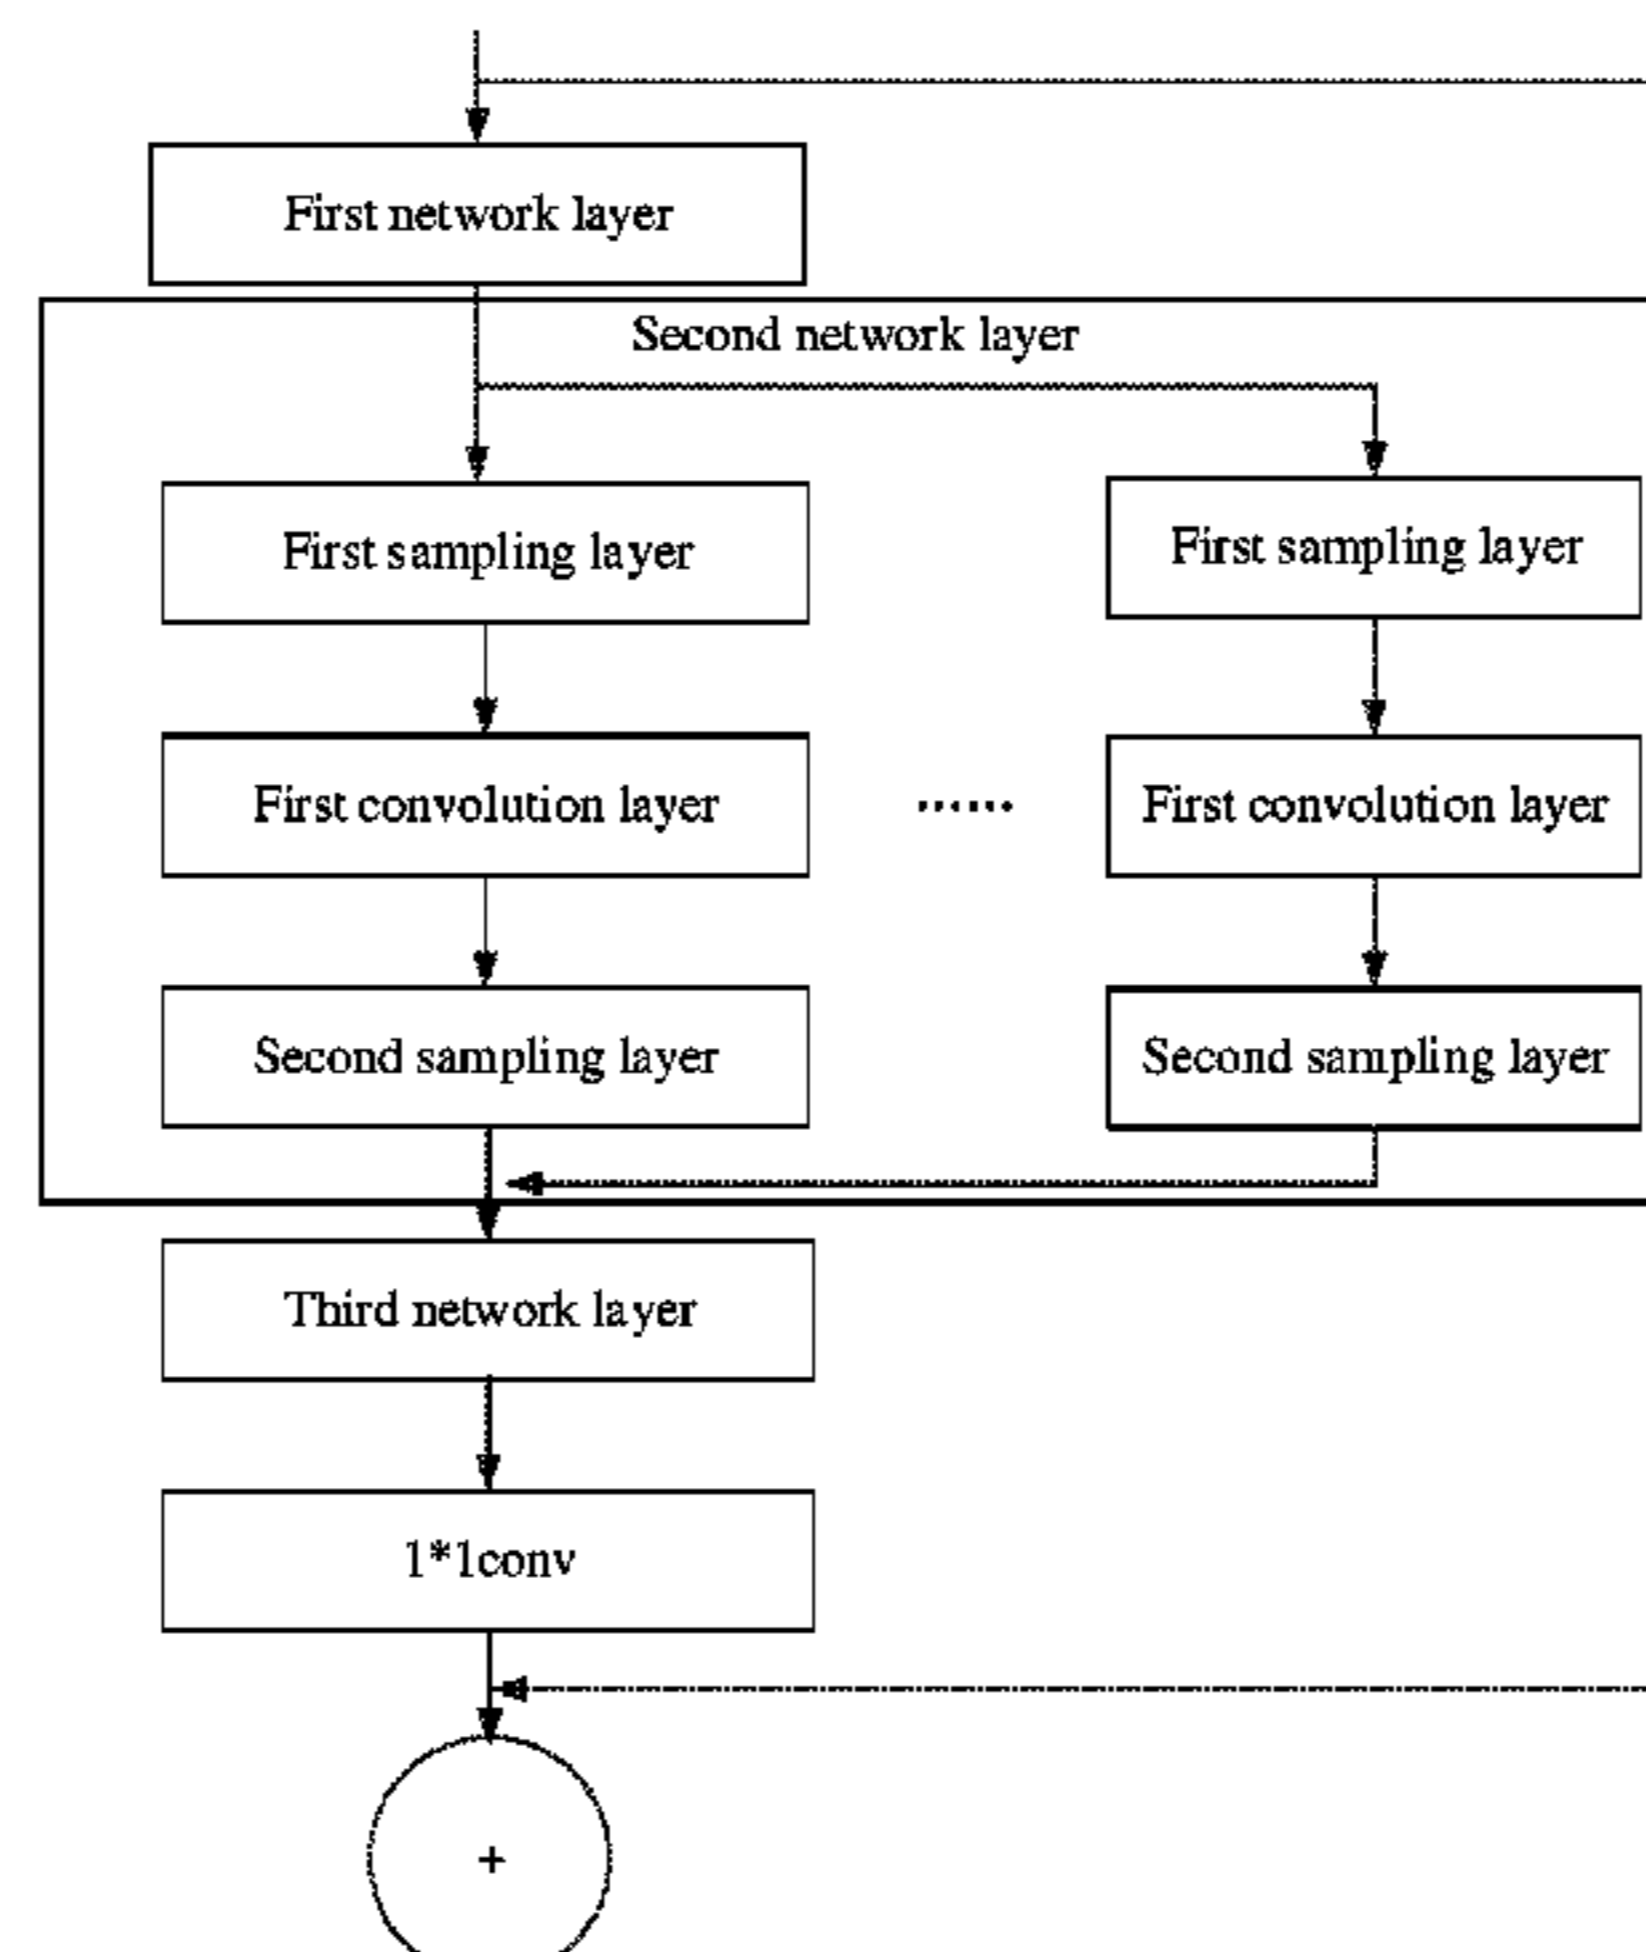 First network layer
Second network layer
First sampling layer
First sampling layer
First convolution layer
......
First convolution layer
Second sampling layer
Second sampling layer
Third network layer
1*1conv
+